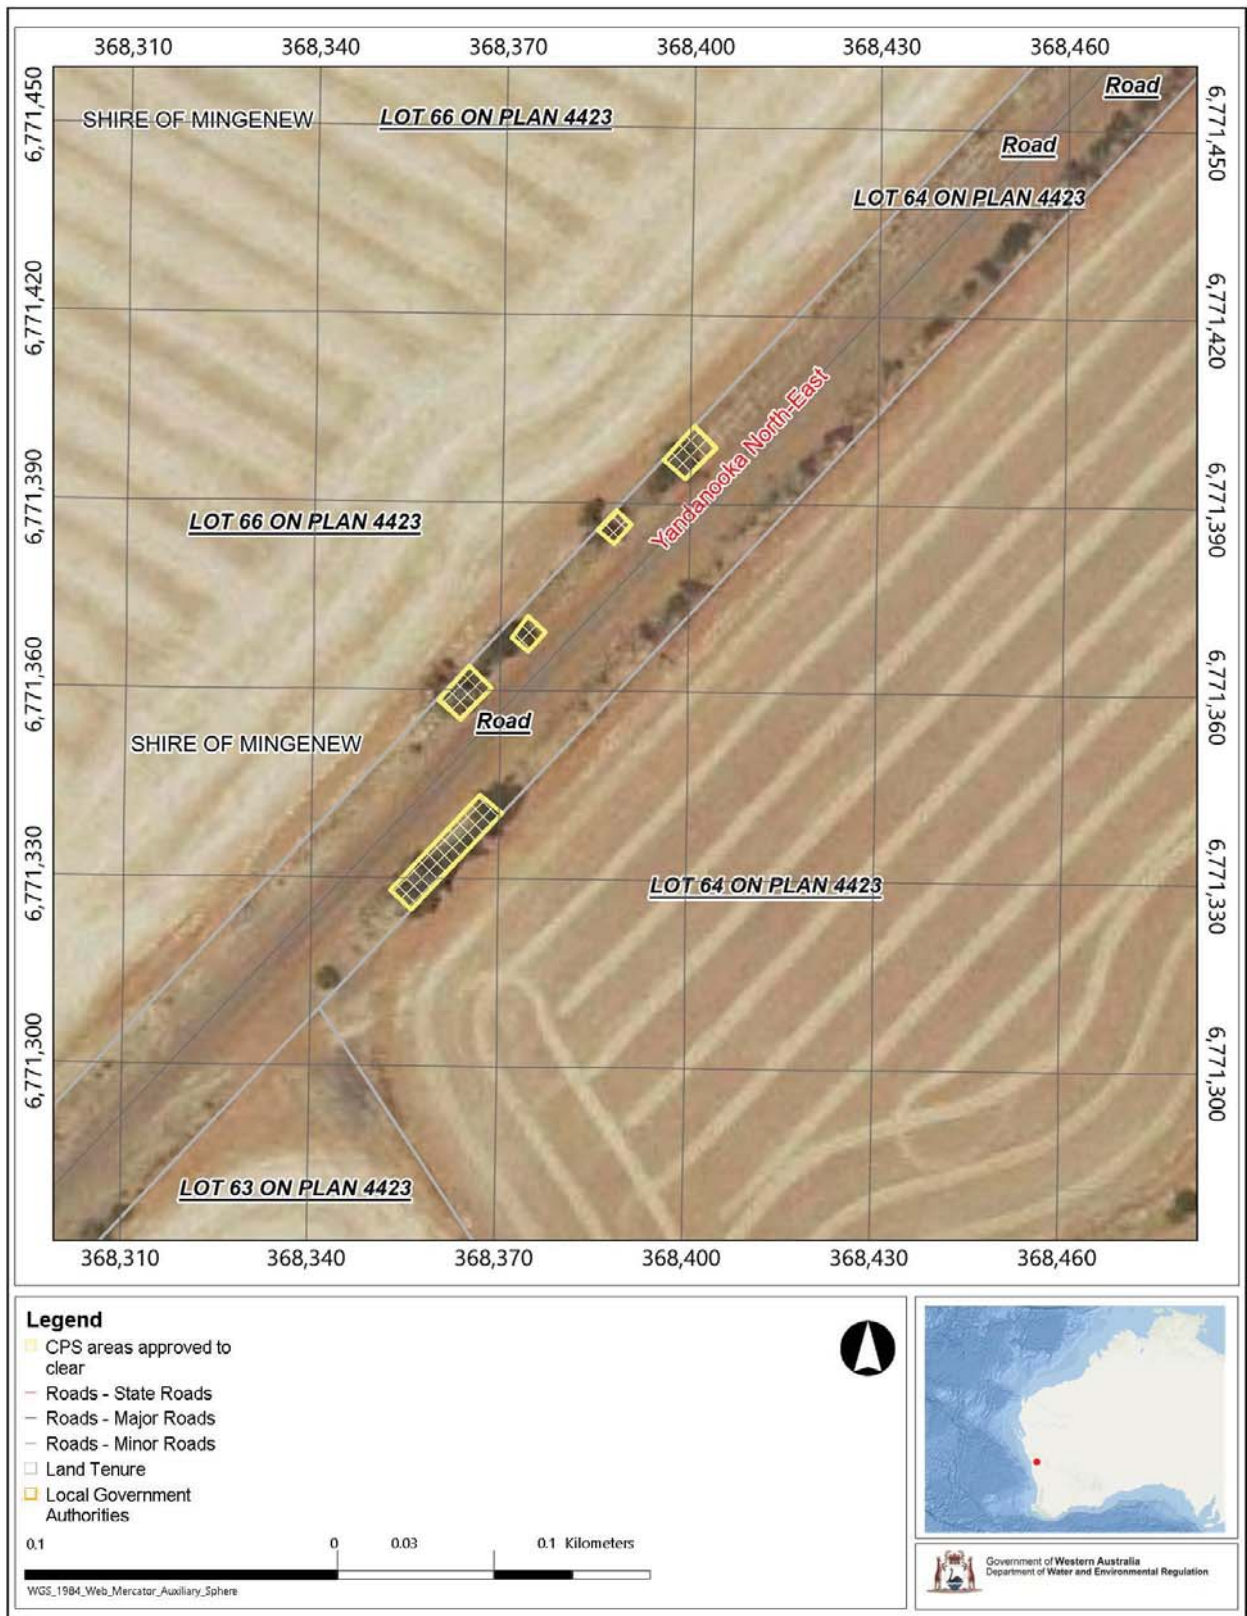 368,310 368,340 368,370 368,400 368,430 368,460
6,771,450
6,771,420
6,771,390
6,771,360
6,771,330
6,771,300
SHIRE OF MINGENEW
LOT 66 ON PLAN 4423
Road
Road
LOT 64 ON PLAN 4423
Yandanooka North-East
LOT 66 ON PLAN 4423
Road
SHIRE OF MINGENEW
LOT 64 ON PLAN 4423
LOT 63 ON PLAN 4423
6,771,450
6,771,420
6,771,390
6,771,360
6,771,330
6,771,300
368,310 368,340 368,370 368,400 368,430 368,460
Legend
CPS areas approved to
clear
Roads - State Roads
Roads - Major Roads
Roads - Minor Roads
Land Tenure
Local Government
Authorities
0.1 0 0.03 0.1 Kilometers
WGS_1984_Web_Mercator_Auxiliary_Sphere
Government of Western Australia
Department of Water and Environmental Regulation